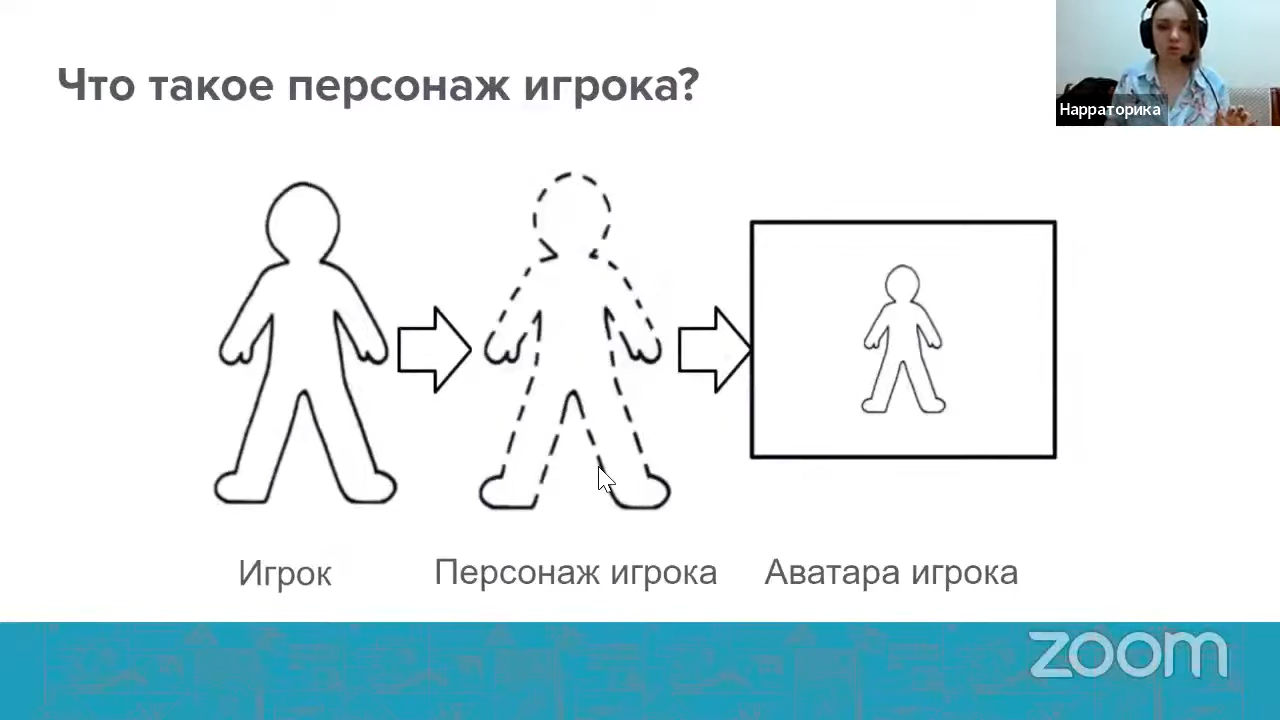 Что такое персонаж игрока?
Нарраторика
Игрок
Персонаж игрока
Аватара игрока
zoom